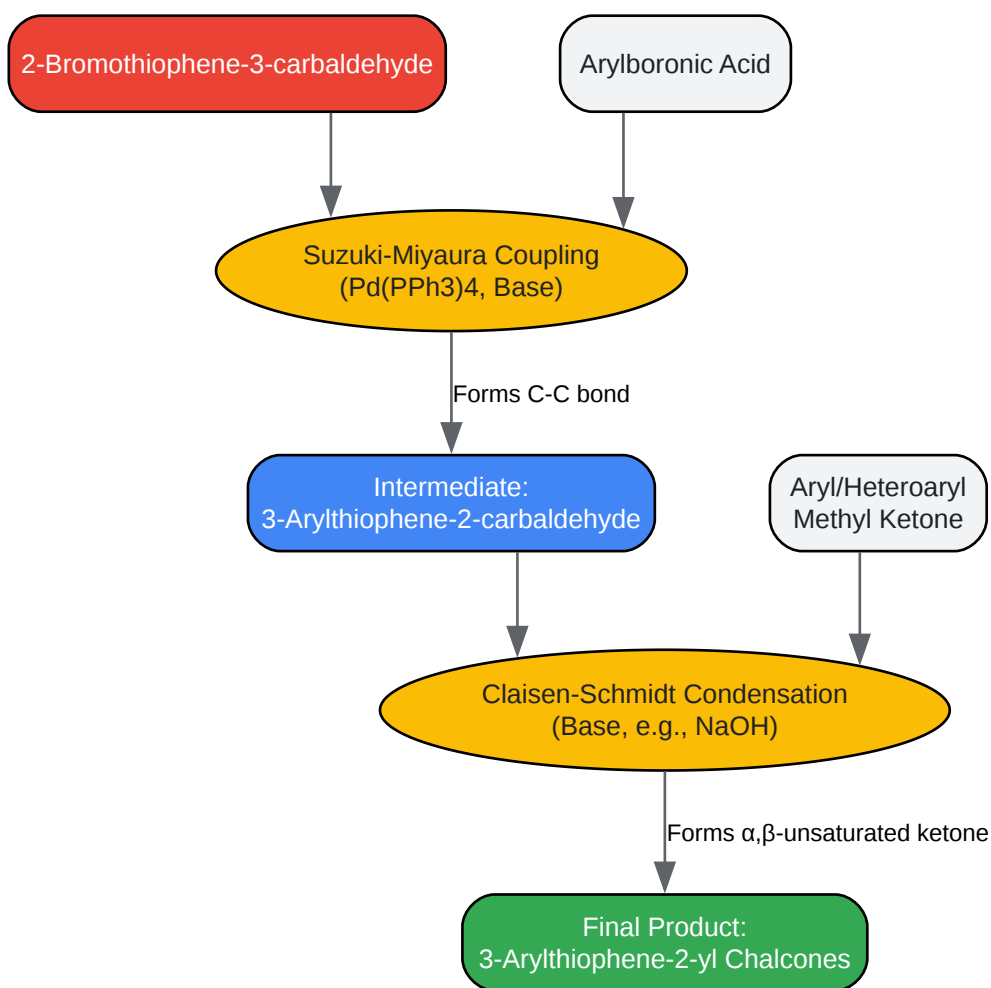 2-Bromothiophene-3-carbaldehyde
Arylboronic Acid
Suzuki-Miyaura Coupling
(Pd(PPh3)4, Base)
Forms C-C bond
Intermediate:
3-Arylthiophene-2-carbaldehyde
Aryl/Heteroaryl
Methyl Ketone
Claisen-Schmidt Condensation
(Base, e.g., NaOH)
Forms α,β-unsaturated ketone
Final Product:
3-Arylthiophene-2-yl Chalcones